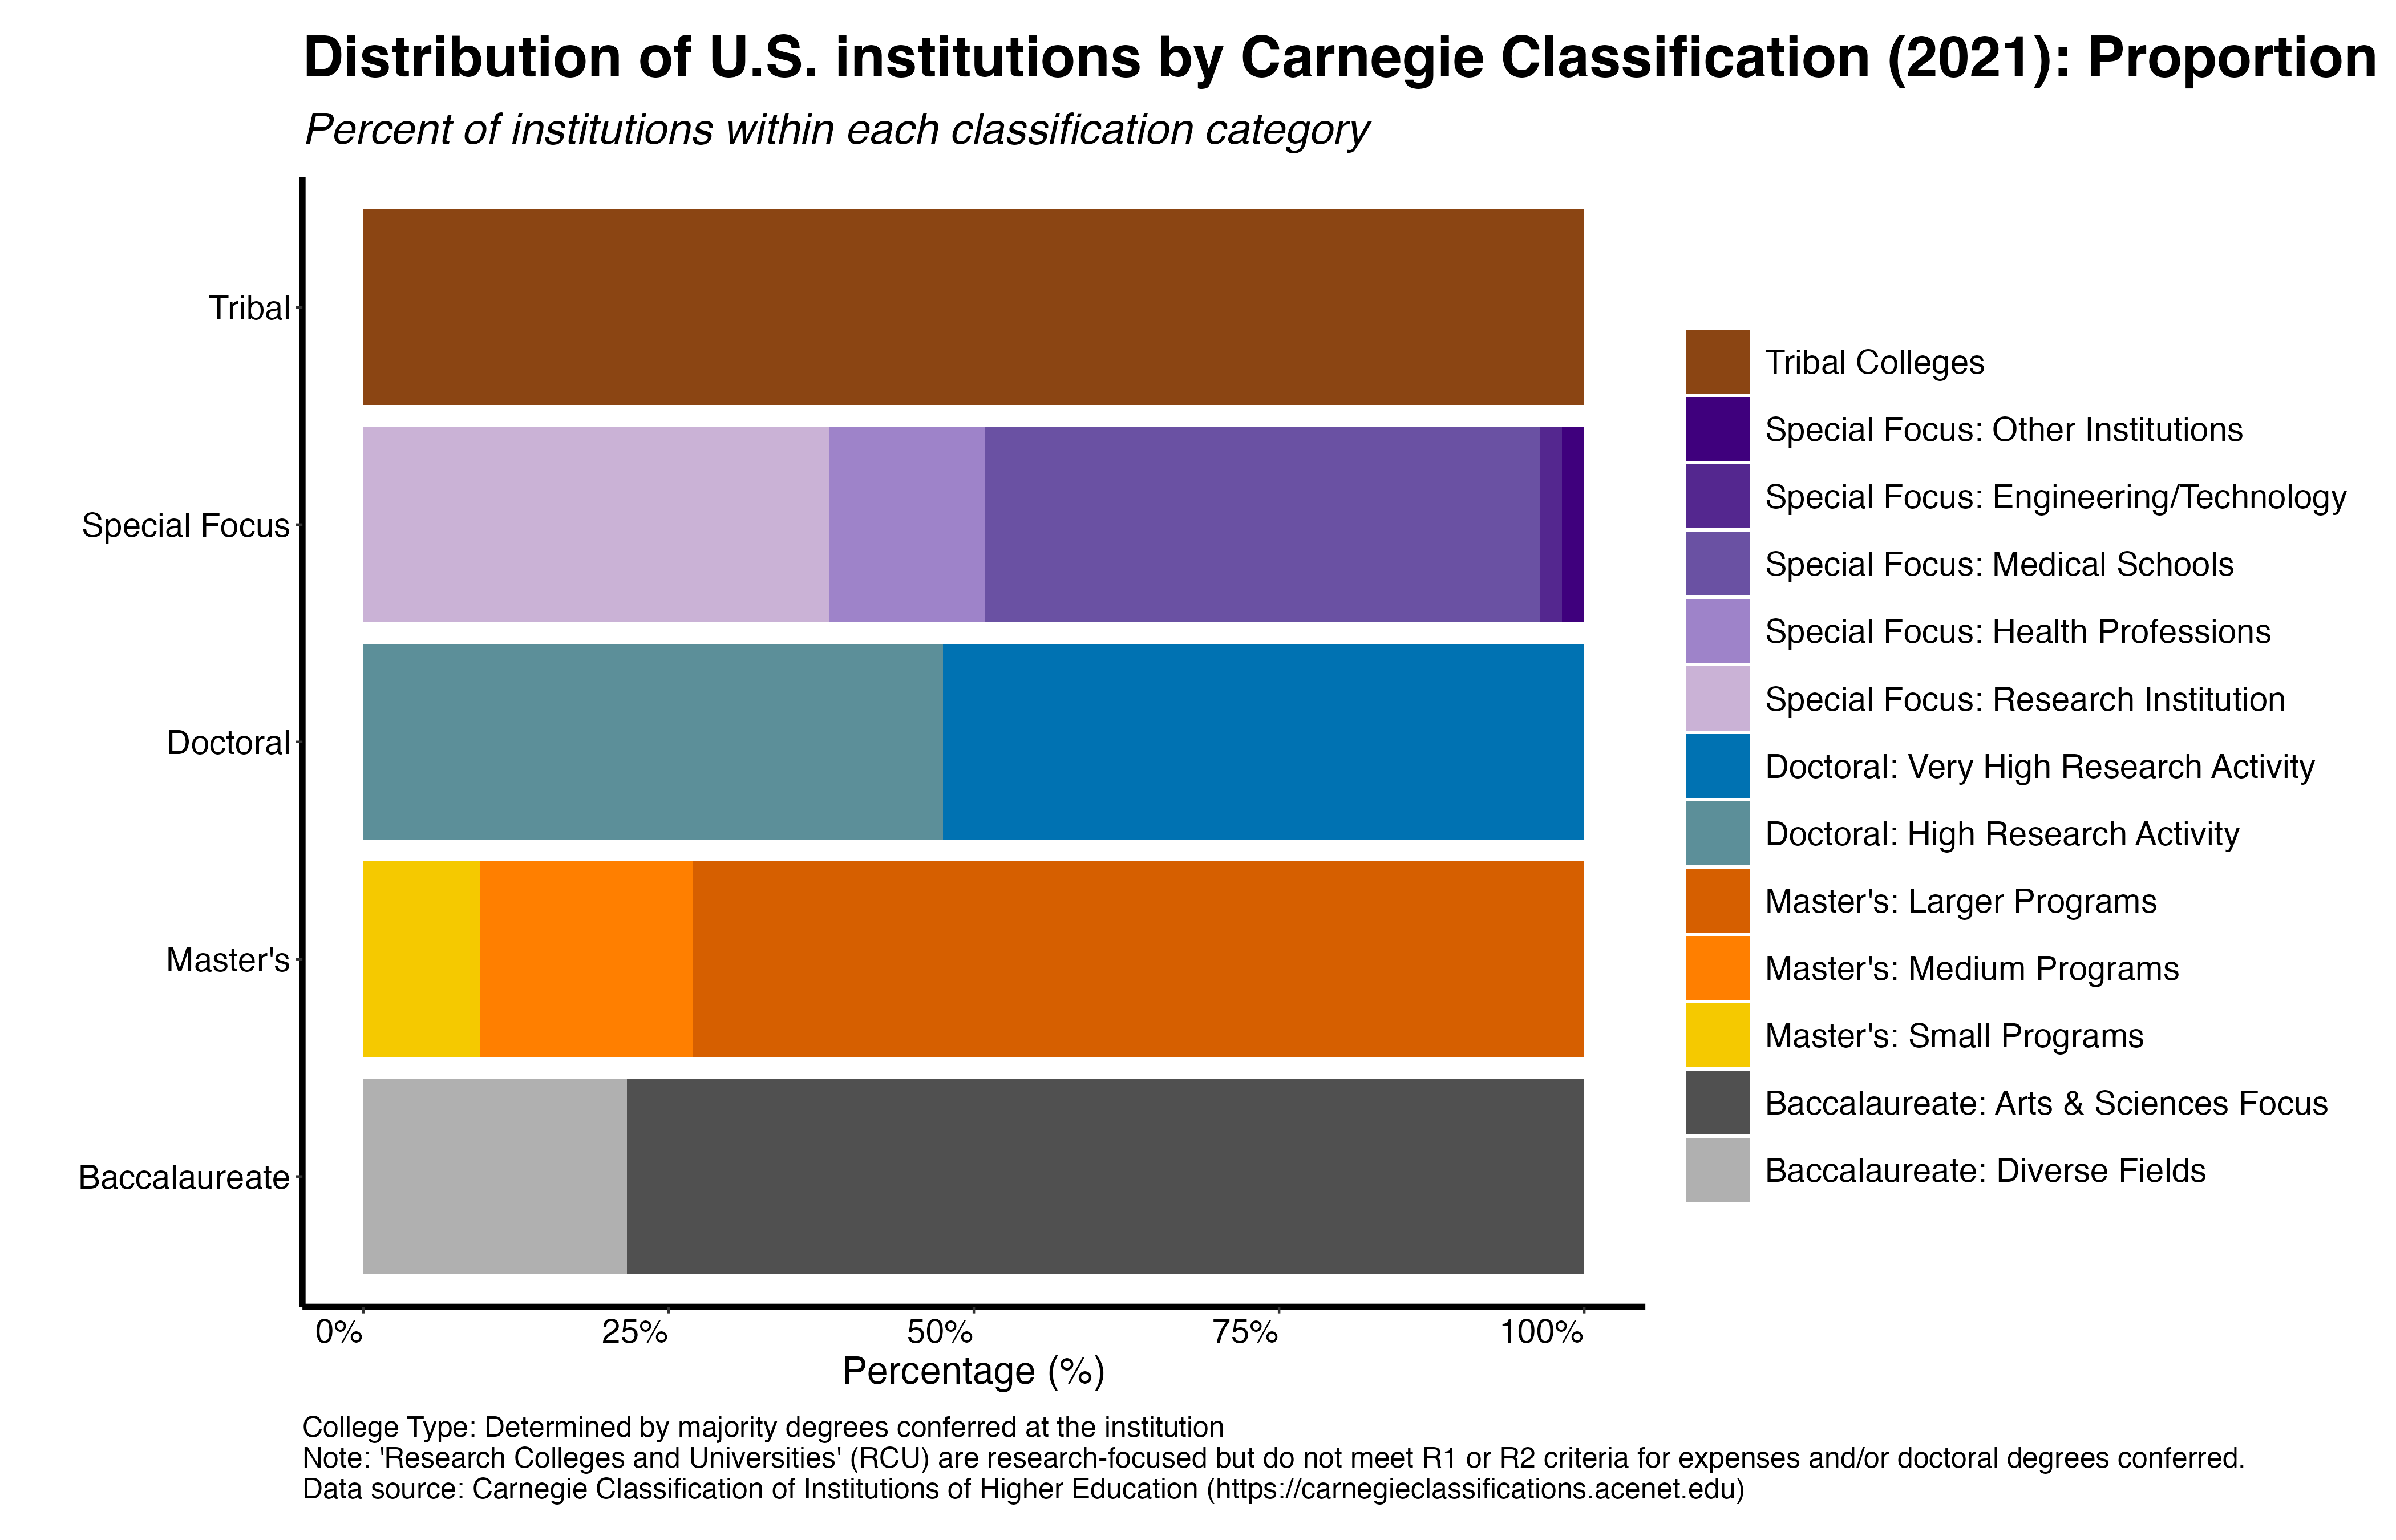 Distribution of U.S. institutions by Carnegie Classification (2021): Proportion
Percent of institutions within each classification category
Tribal
Special Focus
Doctoral
Master's
Baccalaureate
0%
25%
50%
75%
100%
Percentage (%)
Tribal Colleges
Special Focus: Other Institutions
Special Focus: Engineering/Technology
Special Focus: Medical Schools
Special Focus: Health Professions
Special Focus: Research Institution
Doctoral: Very High Research Activity
Doctoral: High Research Activity
Master's: Larger Programs
Master's: Medium Programs
Master's: Small Programs
Baccalaureate: Arts & Sciences Focus
Baccalaureate: Diverse Fields
College Type: Determined by majority degrees conferred at the institution
Note: 'Research Colleges and Universities' (RCU) are research-focused but do not meet R1 or R2 criteria for expenses and/or doctoral degrees conferred.
Data source: Carnegie Classification of Institutions of Higher Education (https://carnegieclassifications.acenet.edu)